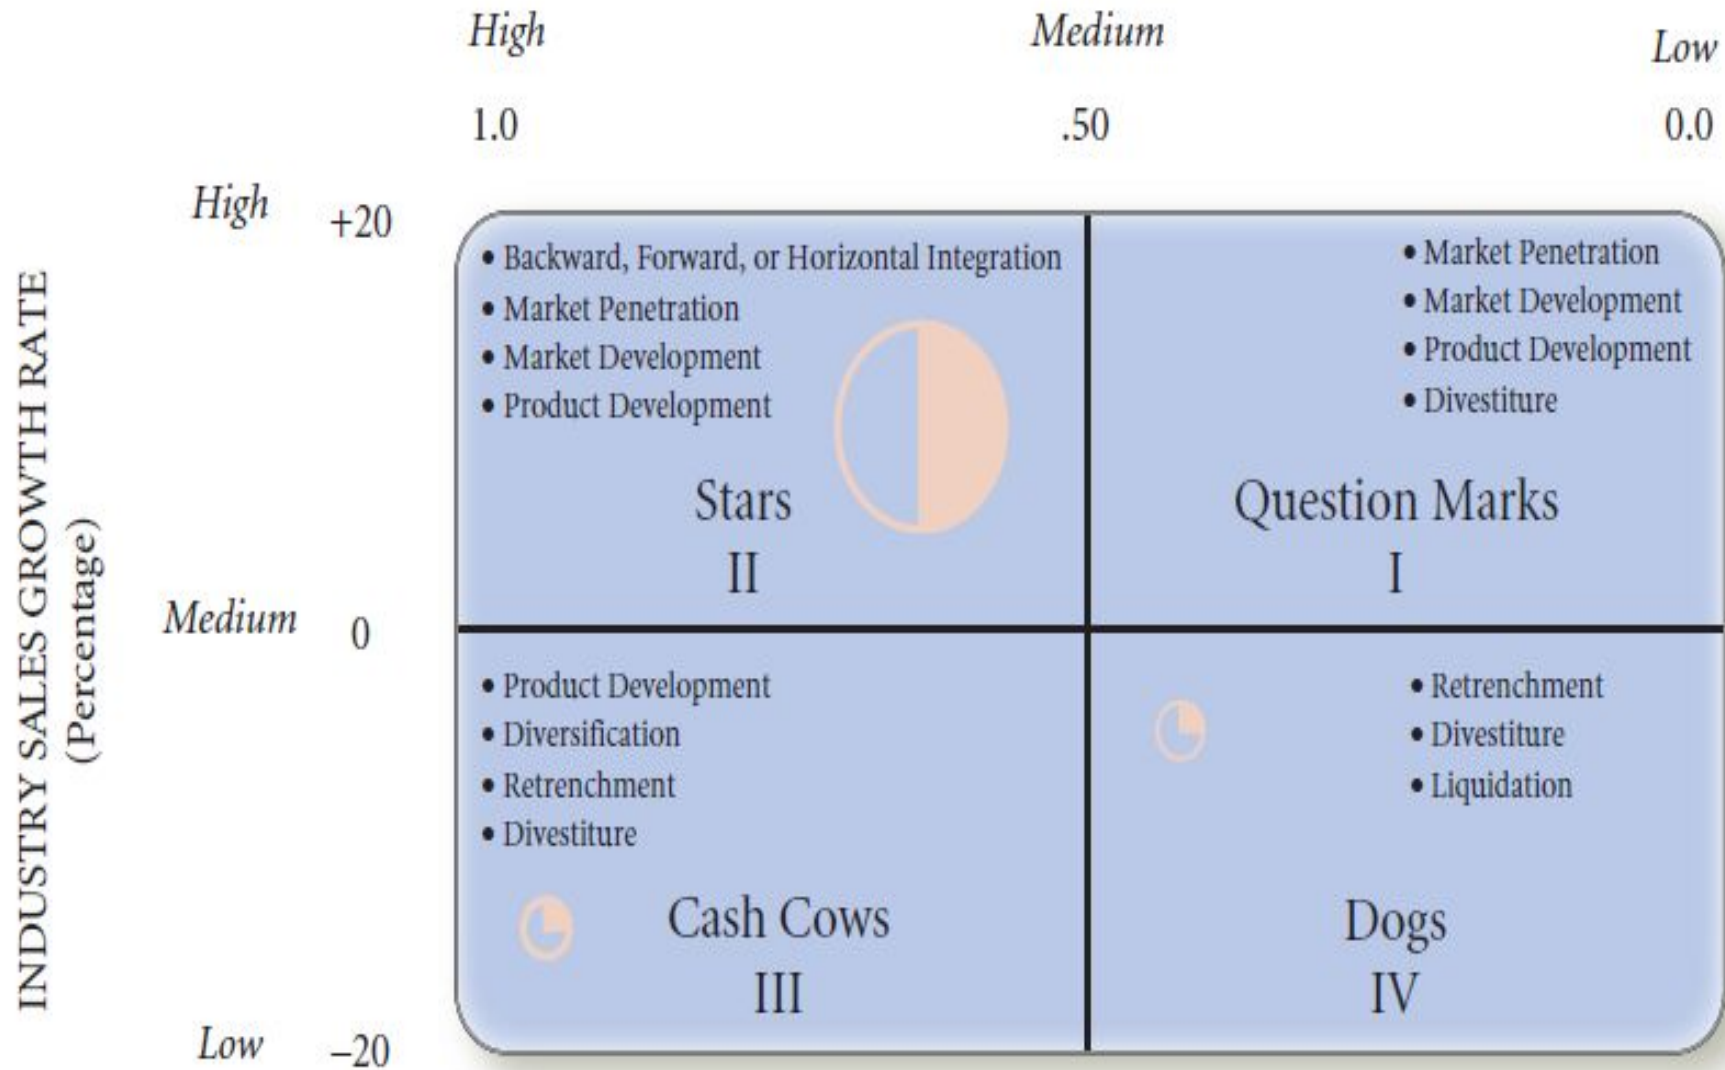 High Medium Low
1.0 .50 0.0
INDUSTRY SALES GROWTH RATE
(Percentage)
High +20
Medium 0
Low –20
• Backward, Forward, or Horizontal Integration
• Market Penetration
• Market Development
• Product Development
Stars
II
• Market Penetration
• Market Development
• Product Development
• Divestiture
Question Marks
I
• Product Development
• Diversification
• Retrenchment
• Divestiture
Cash Cows
III
• Retrenchment
• Divestiture
• Liquidation
Dogs
IV